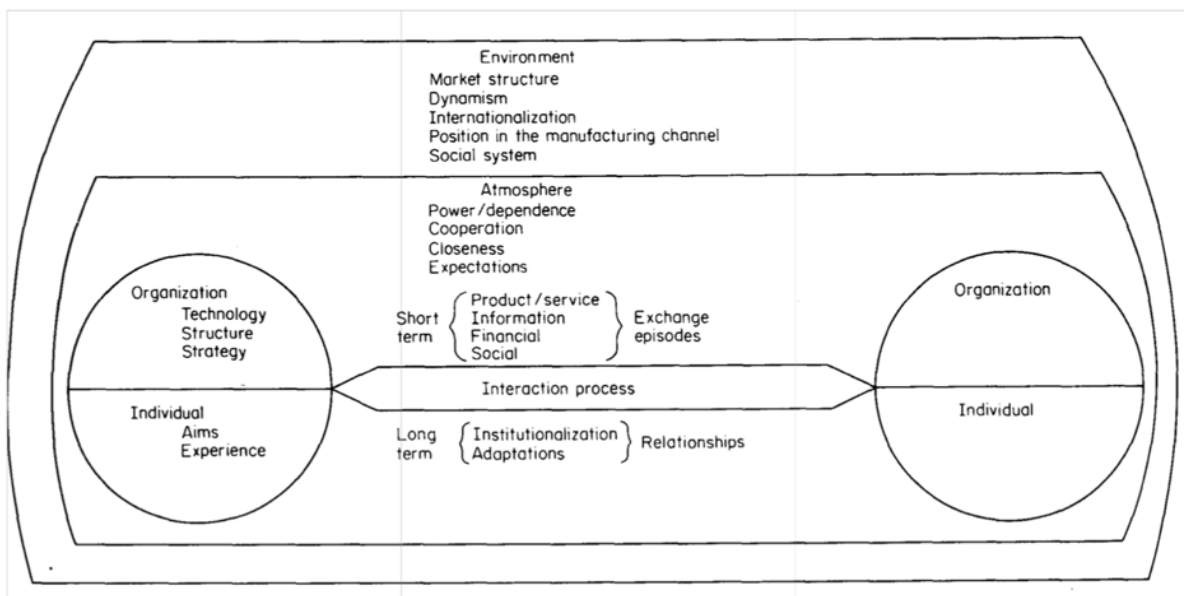 Environment
Market structure
Dynamism
Internationalization
Position in the manufacturing channel
Social system
Atmosphere
Power/dependence
Cooperation
Closeness
Expectations
Organization
Technology
Structure
Strategy
Individual
Aims
Experience
Short
term
Product/service
Information
Financial
Social
Exchange
episodes
Interaction process
Long
term
Institutionalization
Adaptations
Relationships
Organization
Individual